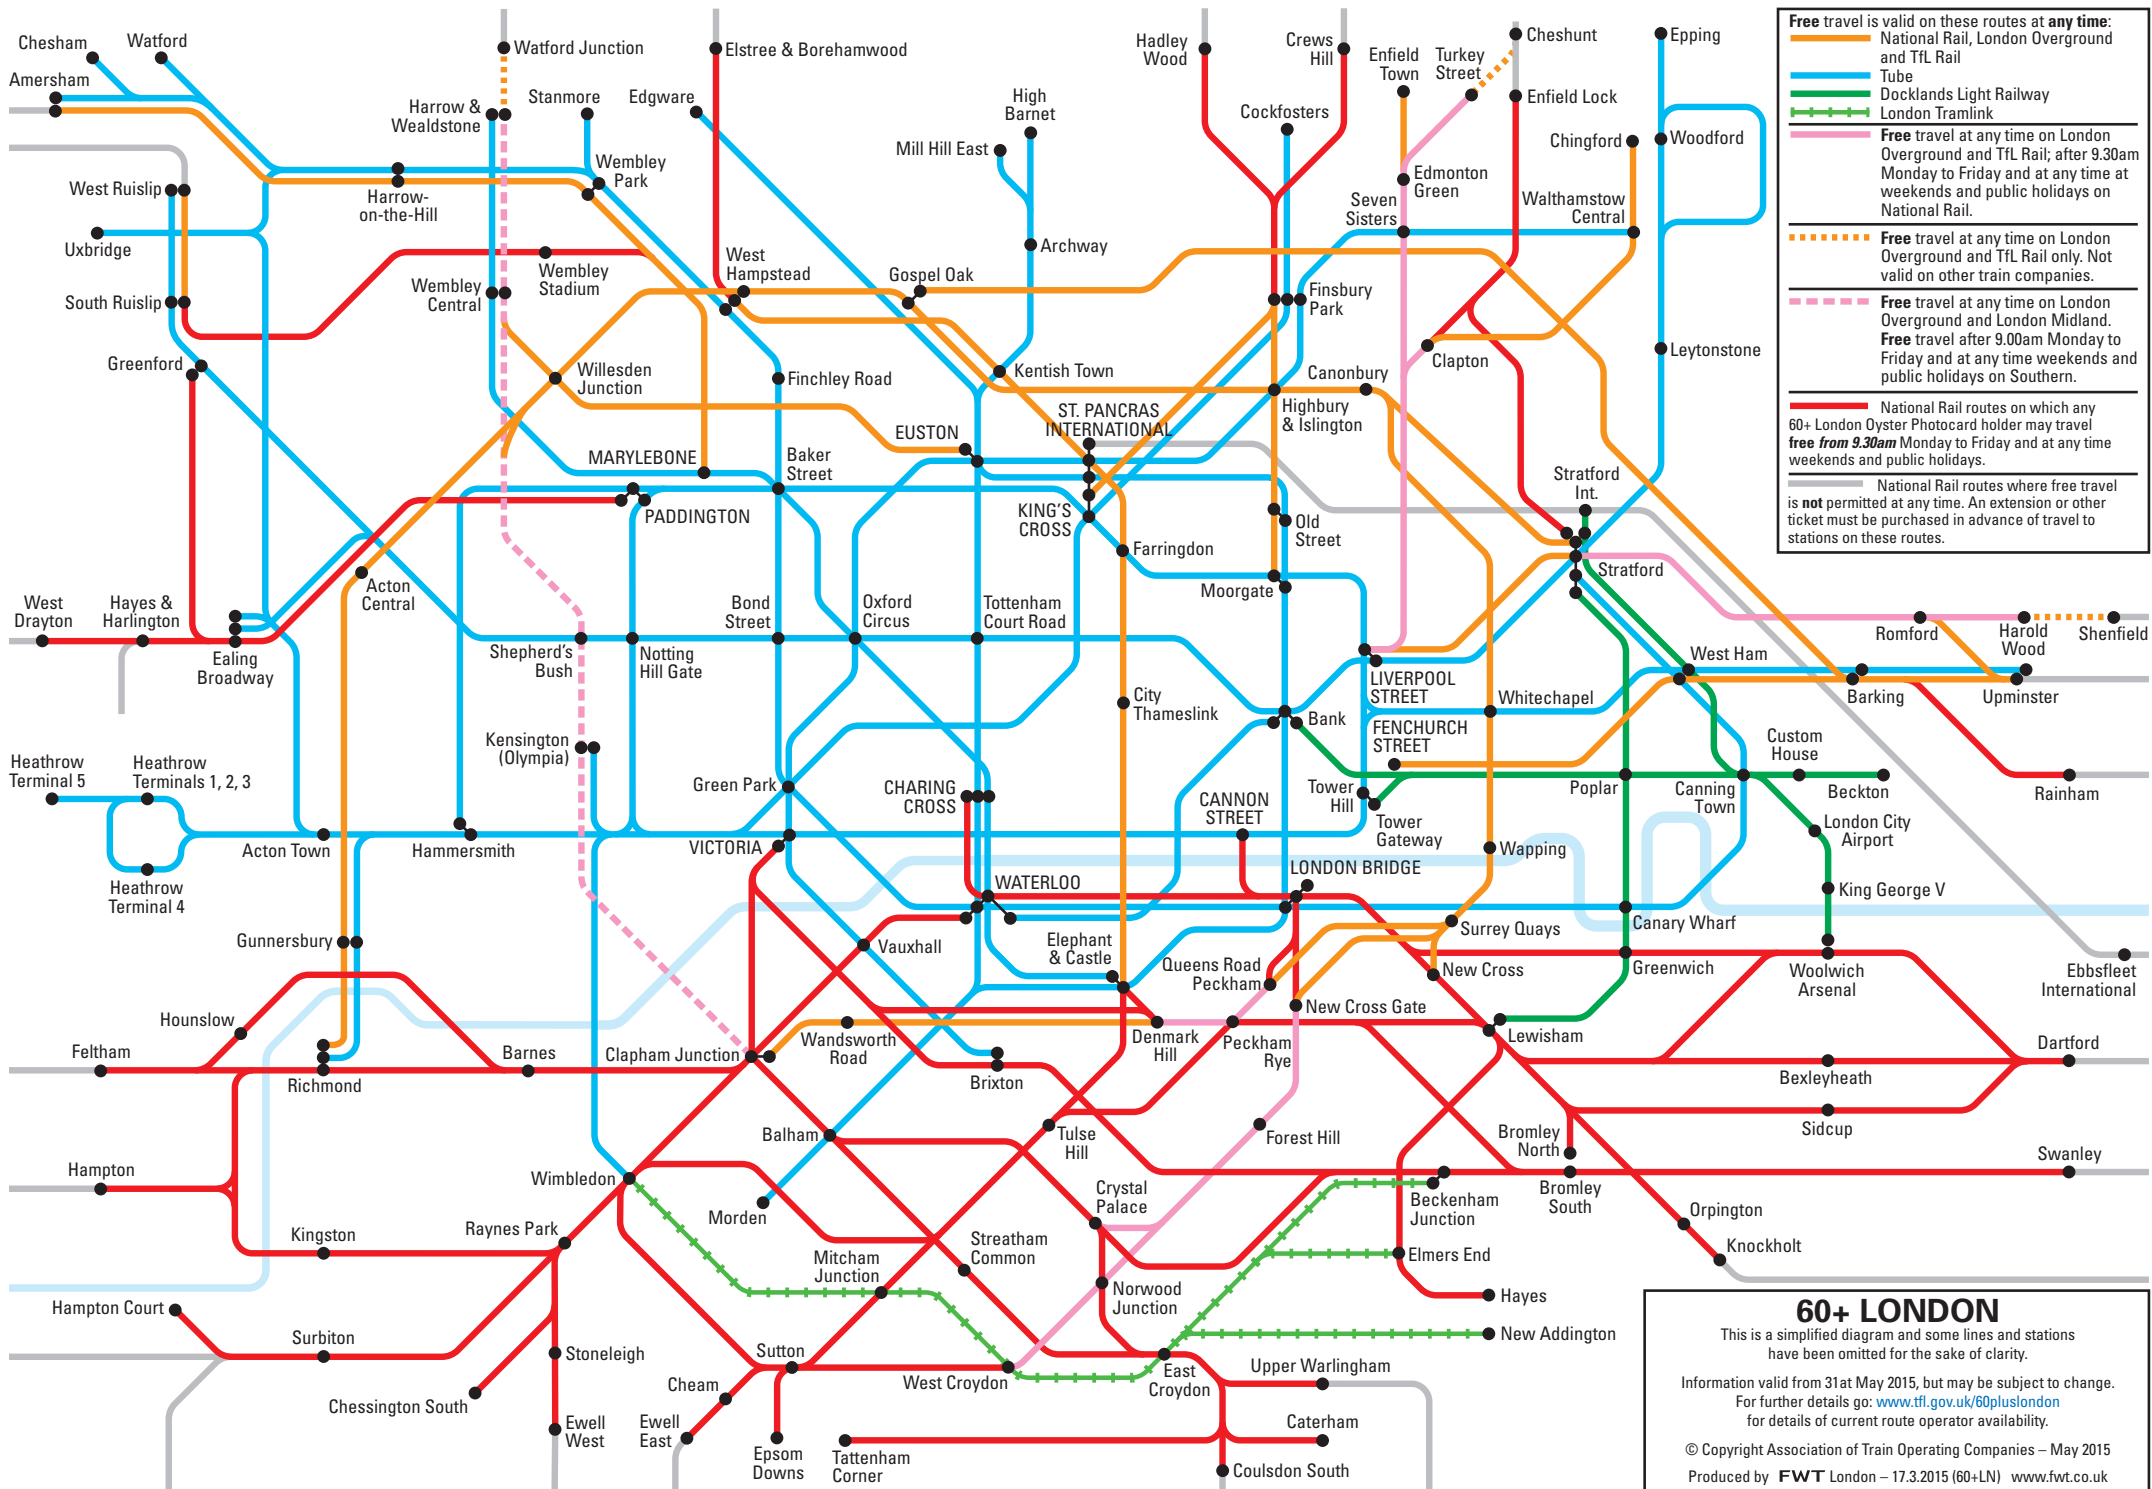 Chesham
Watford
Amersham
Watford Junction
Elstree & Borehamwood
Hadley
Wood
Crews
Hill
Enfield
Town
Turkey
Street
Cheshunt
Epping
Harrow &
Wealdstone
Stanmore
Edgware
High
Barnet
Cockfosters
Enfield Lock
Mill Hill East
Chingford
Woodford
West Ruislip
Harrow-
on-the-Hill
Wembley
Park
Edmonton
Green
Seven
Sisters
Walthamstow
Central
Uxbridge
Archway
Wembley
Stadium
West
Hampstead
Gospel Oak
South Ruislip
Wembley
Central
Finsbury
Park
Greenford
Willesden
Junction
Finchley Road
Kentish Town
Canonbury
Clapton
Leytonstone
ST. PANCRAS
INTERNATIONAL
Highbury
& Islington
EUSTON
MARYLEBONE
Baker
Street
Stratford
Int.
PADDINGTON
KING'S
CROSS
Old
Street
Farringdon
Stratford
Acton
Central
Moorgate
West
Drayton
Hayes &
Harlington
Bond
Street
Oxford
Circus
Tottenham
Court Road
Ealing
Broadway
Shepherd's
Bush
Notting
Hill Gate
Romford
Harold
Wood
Shenfield
West Ham
LIVERPOOL
STREET
Whitechapel
Barking
Upminster
City
Thameslink
Bank
FENCHURCH
STREET
Kensington
(Olympia)
Custom
House
Heathrow
Terminal 5
Heathrow
Terminals 1, 2, 3
Green Park
CHARING
CROSS
CANNON
STREET
Tower
Hill
Poplar
Canning
Town
Beckton
Rainham
Tower
Gateway
London City
Airport
Acton Town
Hammersmith
VICTORIA
Wapping
Heathrow
Terminal 4
WATERLOO
LONDON BRIDGE
King George V
Gunnersbury
Vauxhall
Elephant
& Castle
Surrey Quays
Canary Wharf
Queens Road
Peckham
New Cross
Greenwich
Woolwich
Arsenal
Ebbsfleet
International
Hounslow
New Cross Gate
Feltham
Richmond
Barnes
Clapham Junction
Wandsworth
Road
Brixton
Denmark
Hill
Peckham
Rye
Lewisham
Dartford
Bexleyheath
Balham
Tulse
Hill
Forest Hill
Bromley
North
Sidcup
Hampton
Wimbledon
Swanley
Morden
Crystal
Palace
Beckenham
Junction
Bromley
South
Raynes Park
Orpington
Kingston
Mitcham
Junction
Streatham
Common
Elmers End
Knockholt
Norwood
Junction
Hayes
Hampton Court
Surbiton
New Addington
Stoneleigh
Sutton
West Croydon
East
Croydon
Upper Warlingham
Chessington South
Cheam
Ewell
West
Ewell
East
Epsom
Downs
Tattenham
Corner
Caterham
Coulsdon South
Free travel is valid on these routes at any time:
National Rail, London Overground
and TfL Rail
Tube
Docklands Light Railway
London Tramlink
Free travel at any time on London
Overground and TfL Rail; after 9.30am
Monday to Friday and at any time at
weekends and public holidays on
National Rail.
Free travel at any time on London
Overground and TfL Rail only. Not
valid on other train companies.
Free travel at any time on London
Overground and London Midland.
Free travel after 9.00am Monday to
Friday and at any time weekends and
public holidays on Southern.
National Rail routes on which any
60+ London Oyster Photocard holder may travel
free from 9.30am Monday to Friday and at any time
weekends and public holidays.
National Rail routes where free travel
is not permitted at any time. An extension or other
ticket must be purchased in advance of travel to
stations on these routes.
60+ LONDON
This is a simplified diagram and some lines and stations
have been omitted for the sake of clarity.
Information valid from 31at May 2015, but may be subject to change.
For further details go: www.tfl.gov.uk/60pluslondon
for details of current route operator availability.
© Copyright Association of Train Operating Companies – May 2015
Produced by FWT London – 17.3.2015 (60+LN) www.fwt.co.uk